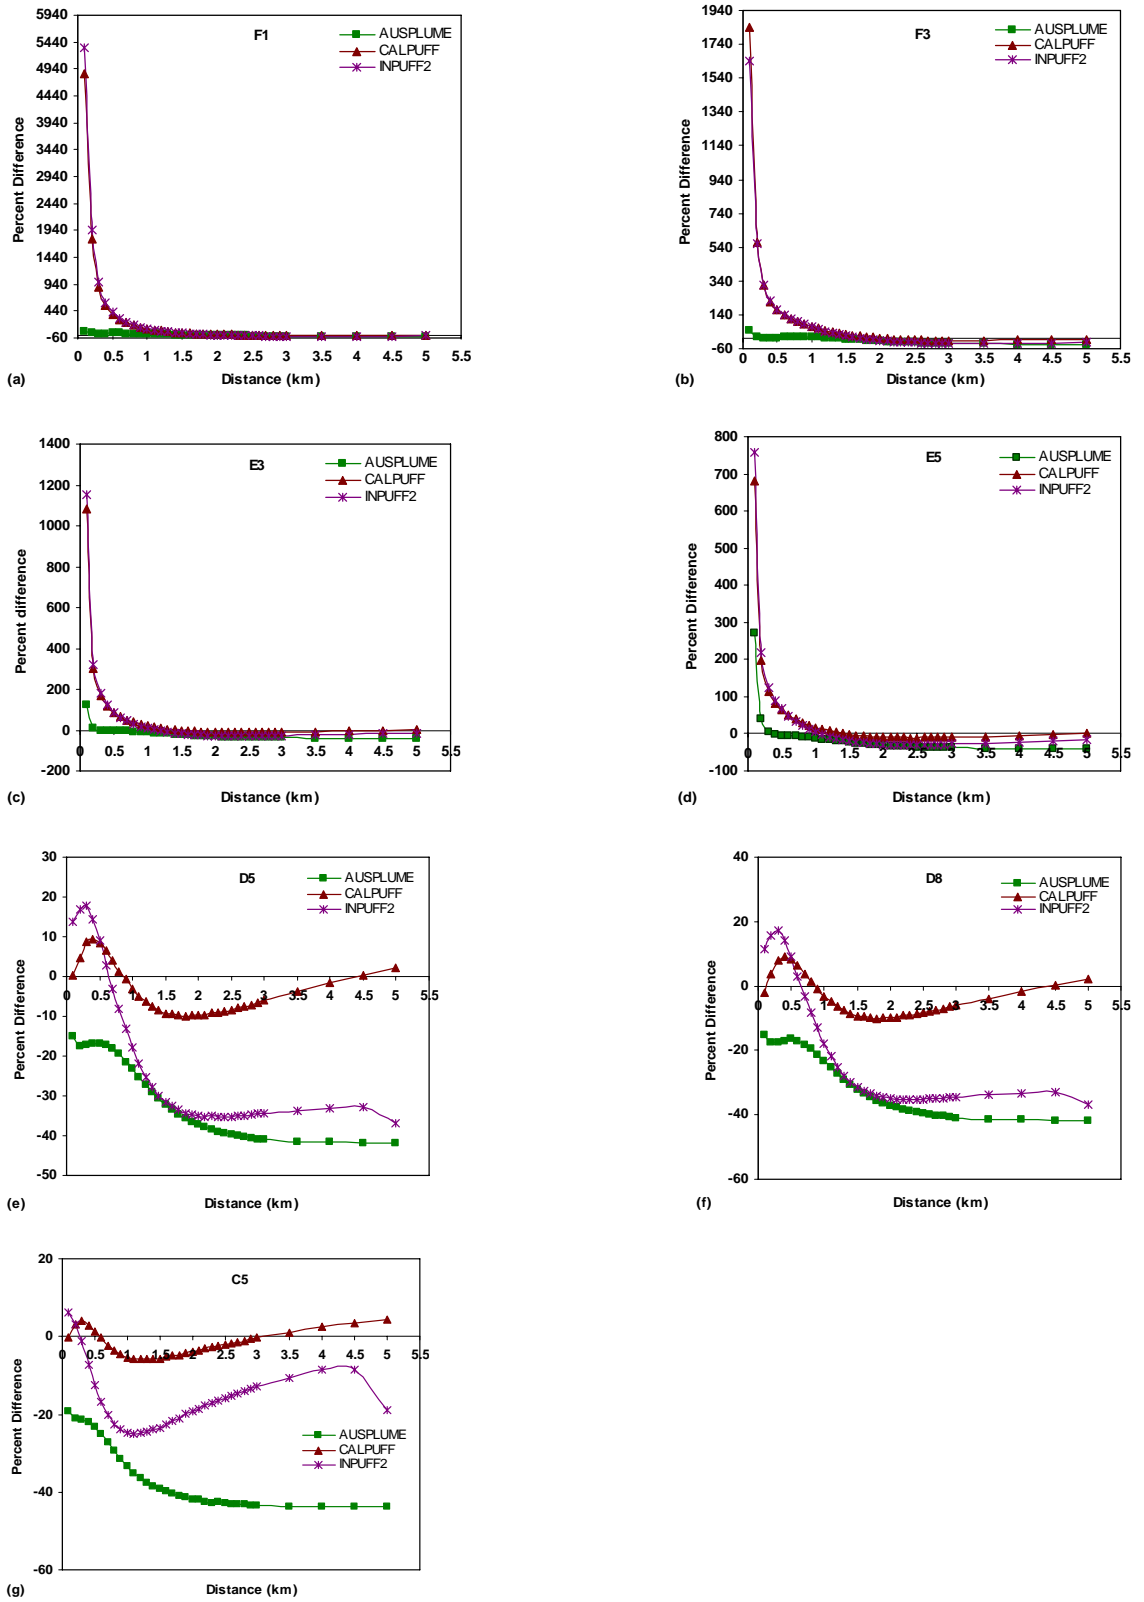 F1
AUSPLUME
CALPUFF
INPUFF2
Percent Difference
5940
5440
4940
4440
3940
3440
2940
2440
1940
1440
940
440
-60
0 0.5 1 1.5 2 2.5 3 3.5 4 4.5 5 5.5
(a)
Distance (km)
F3
AUSPLUME
CALPUFF
INPUFF2
Percent Difference
1940
1740
1540
1340
1140
940
740
540
340
140
-60
0 0.5 1 1.5 2 2.5 3 3.5 4 4.5 5 5.5
(b)
Distance (km)
E3
AUSPLUME
CALPUFF
INPUFF2
Percent difference
1400
1200
1000
800
600
400
200
0
-200
0 0.5 1 1.5 2 2.5 3 3.5 4 4.5 5 5.5
(c)
Distance (km)
E5
AUSPLUME
CALPUFF
INPUFF2
Percent Difference
800
700
600
500
400
300
200
100
0
-100
0 0.5 1 1.5 2 2.5 3 3.5 4 4.5 5 5.5
(d)
Distance (km)
D5
AUSPLUME
CALPUFF
INPUFF2
Percent Difference
30
20
10
0
-10
-20
-30
-40
-50
0 0.5 1 1.5 2 2.5 3 3.5 4 4.5 5 5.5
(e)
Distance (km)
D8
AUSPLUME
CALPUFF
INPUFF2
Percent Difference
40
20
0
-20
-40
-60
0 0.5 1 1.5 2 2.5 3 3.5 4 4.5 5 5.5
(f)
Distance (km)
C5
AUSPLUME
CALPUFF
INPUFF2
Percent Difference
20
0
-20
-40
-60
0 0.5 1 1.5 2 2.5 3 3.5 4 4.5 5 5.5
(g)
Distance (km)